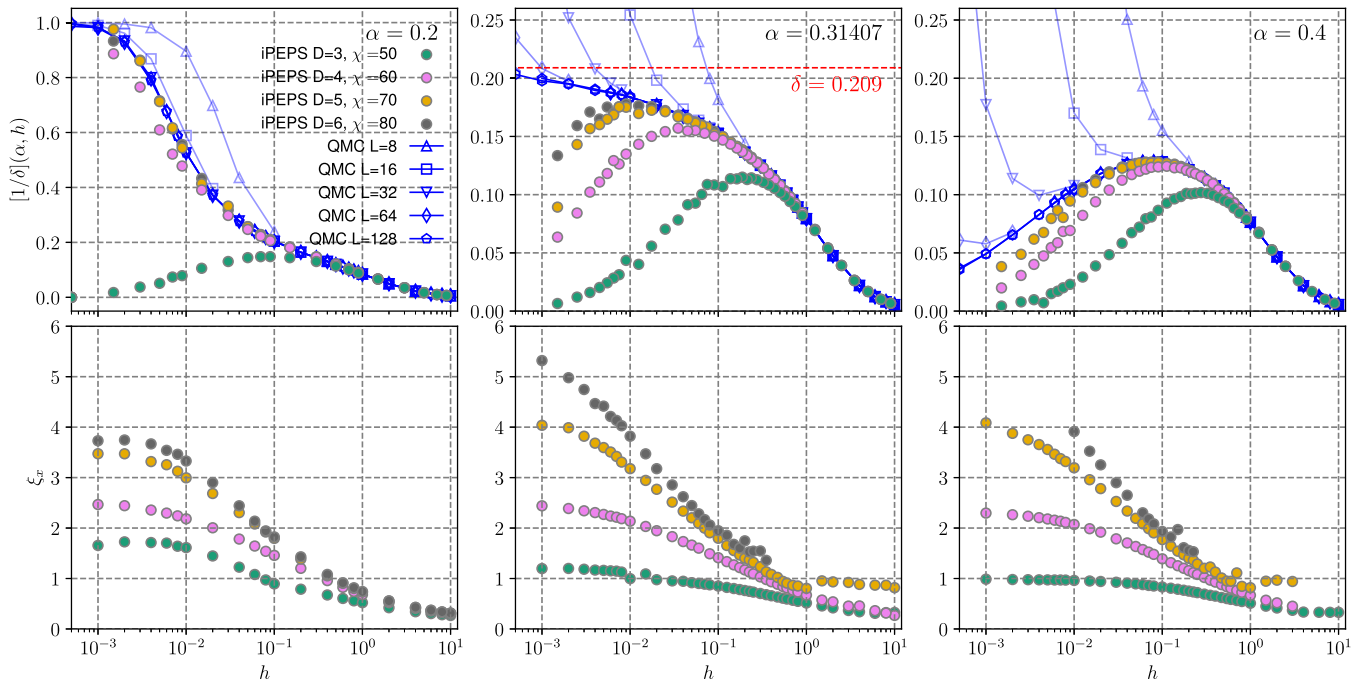 [1/δ](α, h)
1.0
0.8
0.6
0.4
0.2
0.0
α = 0.2
iPEPS D=3, χ=50
iPEPS D=4, χ=60
iPEPS D=5, χ=70
iPEPS D=6, χ=80
QMC L=8
QMC L=16
QMC L=32
QMC L=64
QMC L=128
0.25
0.20
0.15
0.10
0.05
0.00
α = 0.31407
δ = 0.209
0.25
0.20
0.15
0.10
0.05
0.00
α = 0.4
ξₓ
6
5
4
3
2
1
0
10⁻³ 10⁻² 10⁻¹ 10⁰ 10¹
h
6
5
4
3
2
1
0
10⁻³ 10⁻² 10⁻¹ 10⁰ 10¹
h
6
5
4
3
2
1
0
10⁻³ 10⁻² 10⁻¹ 10⁰ 10¹
h